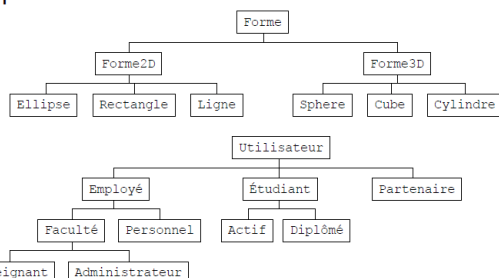 Forme
Forme2D Forme3D
Ellipse Rectangle Ligne Sphere Cube Cylindre
Utilisateur
Employé Étudiant Partenaire
Faculté Personnel Actif Diplômé
eignant Administrateur